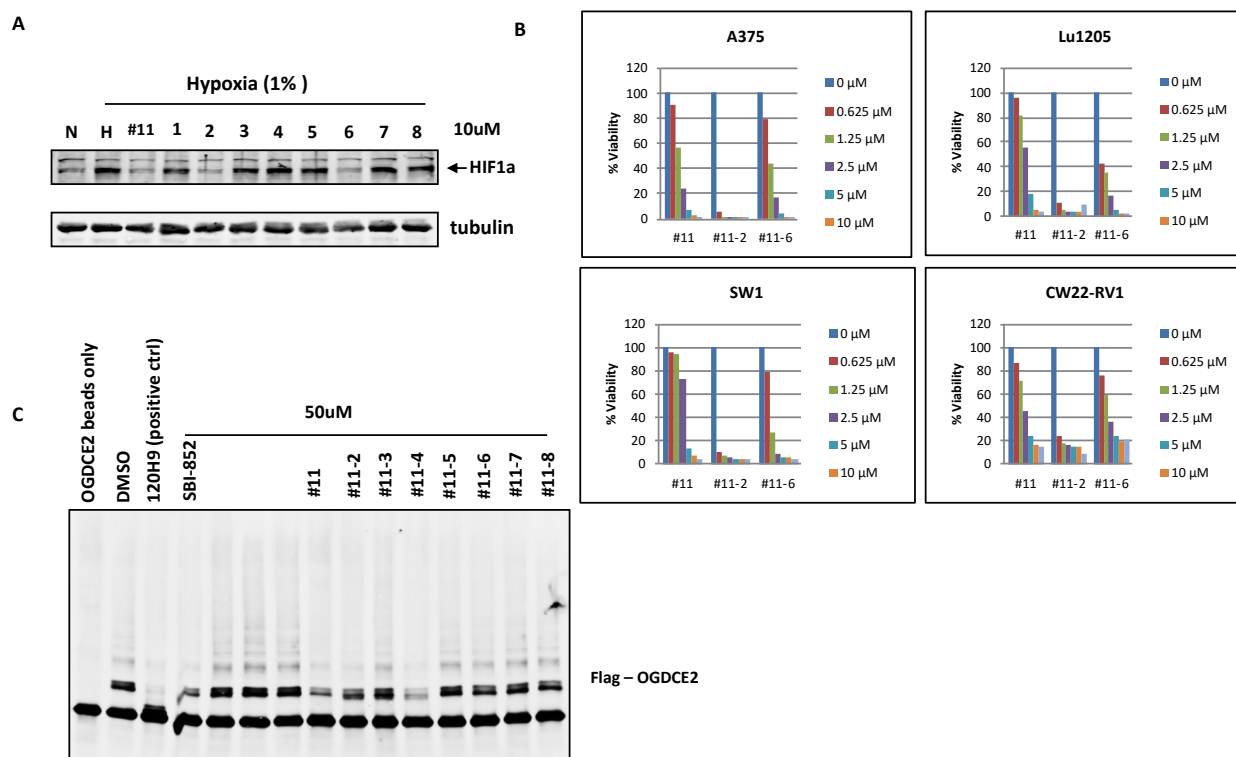 A
Hypoxia (1% )
N H #11 1 2 3 4 5 6 7 8 10uM
HIF1a
tubulin
B
A375
% Viability
120
100
80
60
40
20
0
#11 #11-2 #11-6
0 µM
0.625 µM
1.25 µM
2.5 µM
5 µM
10 µM
Lu1205
% Viability
120
100
80
60
40
20
0
#11 #11-2 #11-6
0 µM
0.625 µM
1.25 µM
2.5 µM
5 µM
10 µM
SW1
% Viability
120
100
80
60
40
20
0
#11 #11-2 #11-6
0 µM
0.625 µM
1.25 µM
2.5 µM
5 µM
10 µM
CW22-RV1
% Viability
120
100
80
60
40
20
0
#11 #11-2 #11-6
0 µM
0.625 µM
1.25 µM
2.5 µM
5 µM
10 µM
C
50uM
OGDCE2 beads only
DMSO
120H9 (positive ctrl)
SBI-852
#11
#11-2
#11-3
#11-4
#11-5
#11-6
#11-7
#11-8
Flag – OGDCE2